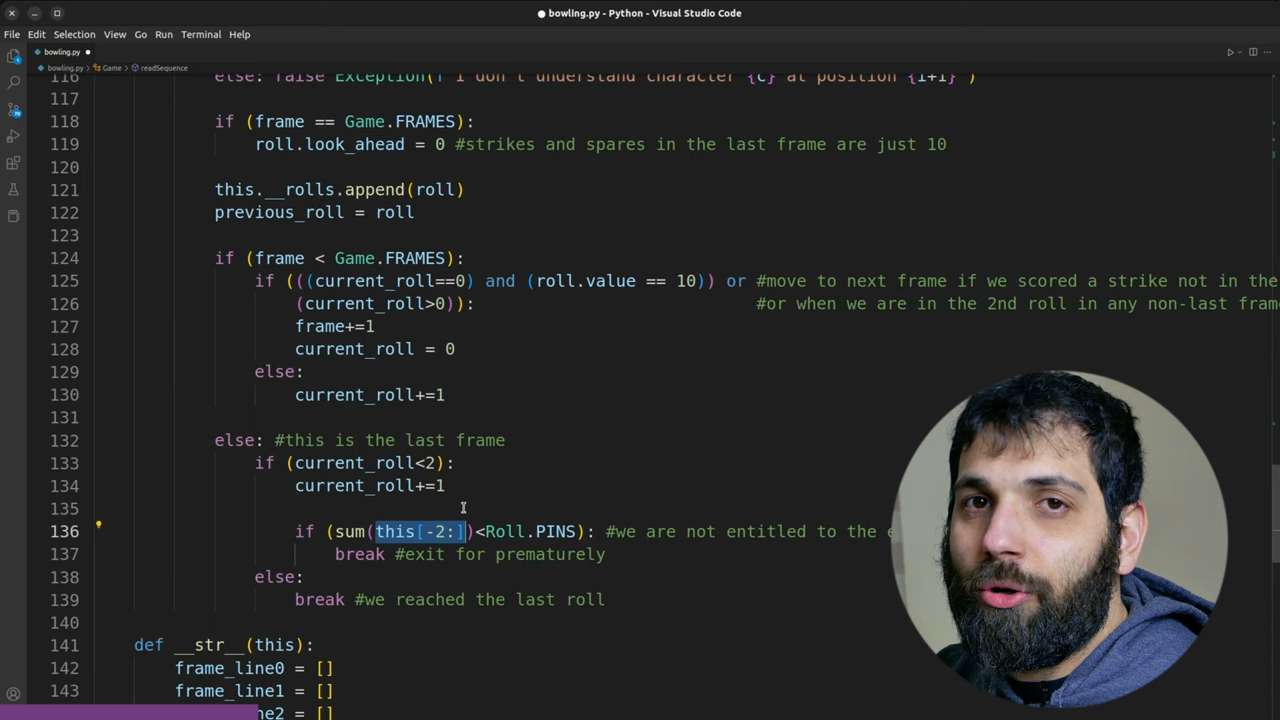 bowling.py - Python - Visual Studio Code
File Edit Selection View Go Run Terminal Help
bowling.py
bowling.py > Game > readSequence
116 else: raise Exception(f"I don't understand character {c} at position {i+1}")
117
118 if (frame == Game.FRAMES):
119 roll.look_ahead = 0 #strikes and spares in the last frame are just 10
120
121 this.__rolls.append(roll)
122 previous_roll = roll
123
124 if (frame < Game.FRAMES):
125 if (((current_roll==0) and (roll.value == 10)) or #move to next frame if we scored a strike not in the
126 (current_roll>0)): #or when we are in the 2nd roll in any non-last fram
127 frame+=1
128 current_roll = 0
129 else:
130 current_roll+=1
131
132 else: #this is the last frame
133 if (current_roll<2):
134 current_roll+=1
135
136 if (sum(this[-2:])<Roll.PINS): #we are not entitled to the e
137 break #exit for prematurely
138 else:
139 break #we reached the last roll
140
141 def __str__(this):
142 frame_line0 = []
143 frame_line1 = []
ne2 = []